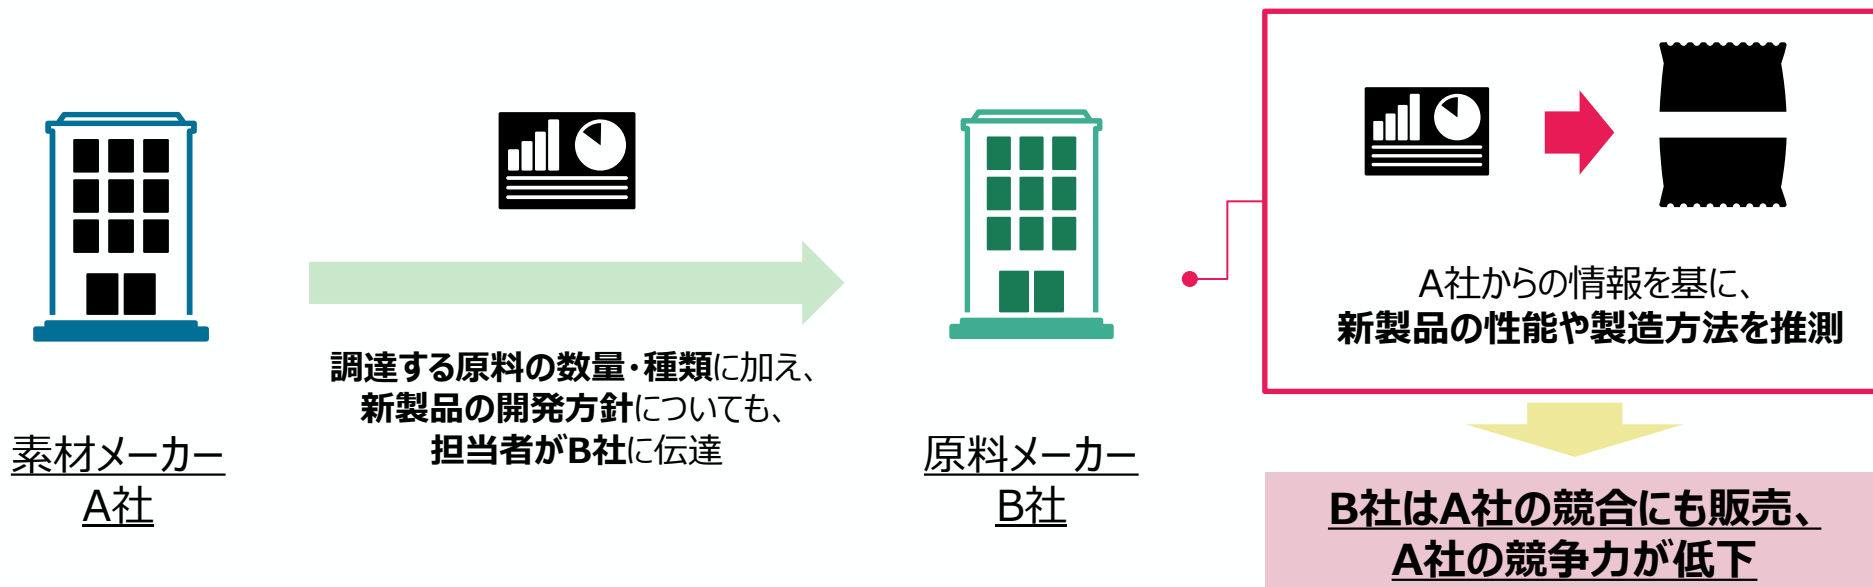 素材メーカー
A社
調達する原料の数量・種類に加え、
新製品の開発方針についても、
担当者がB社に伝達
原料メーカー
B社
A社からの情報を基に、
新製品の性能や製造方法を推測
B社はA社の競合にも販売、
A社の競争力が低下